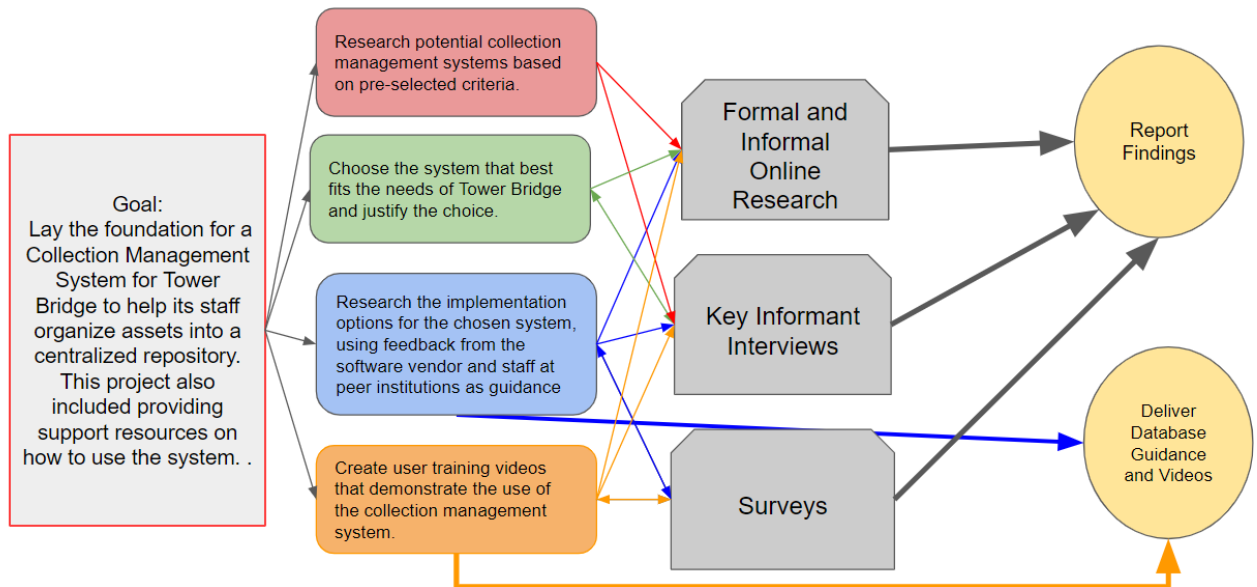 Goal:
Lay the foundation for a
Collection Management
System for Tower
Bridge to help its staff
organize assets into a
centralized repository.
This project also
included providing
support resources on
how to use the system. .
Research potential collection
management systems based
on pre-selected criteria.
Choose the system that best
fits the needs of Tower Bridge
and justify the choice.
Research the implementation
options for the chosen system,
using feedback from the
software vendor and staff at
peer institutions as guidance
Create user training videos
that demonstrate the use of
the collection management
system.
Formal and
Informal
Online
Research
Key Informant
Interviews
Surveys
Report
Findings
Deliver
Database
Guidance
and Videos